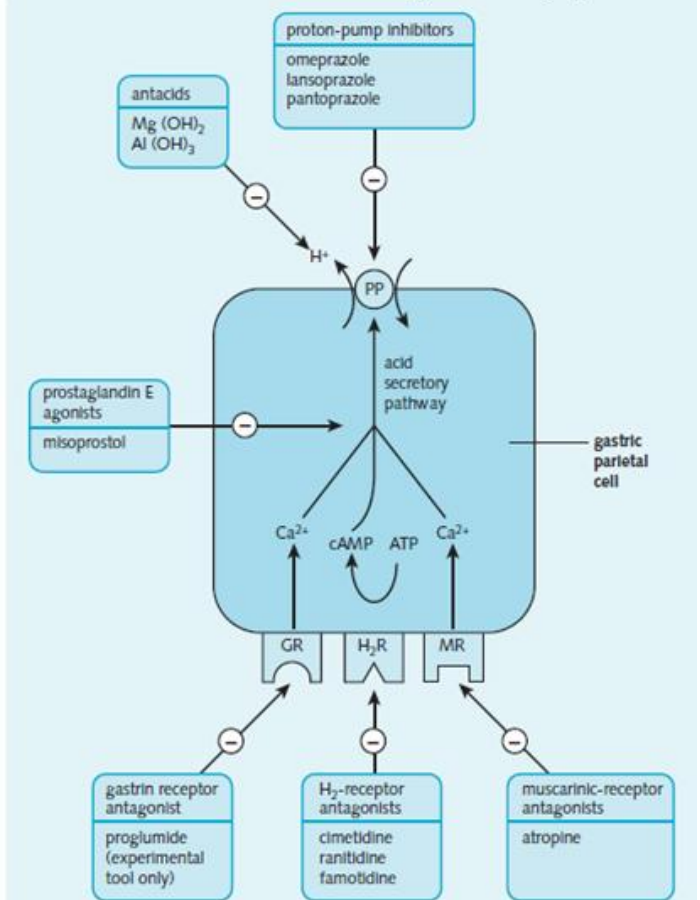 proton-pump inhibitors
omeprazole
lansoprazole
pantoprazole
antacids
Mg (OH)₂
Al (OH)₃
−
−
H+
PP
acid
secretory
pathway
prostaglandin E
agonists
misoprostol
−
gastric
parietal
cell
Ca²⁺
cAMP
ATP
Ca²⁺
GR
H₂R
MR
−
−
−
gastrin receptor
antagonist
proglumide
(experimental
tool only)
H₂-receptor
antagonists
cimetidine
ranitidine
famotidine
muscarinic-receptor
antagonists
atropine